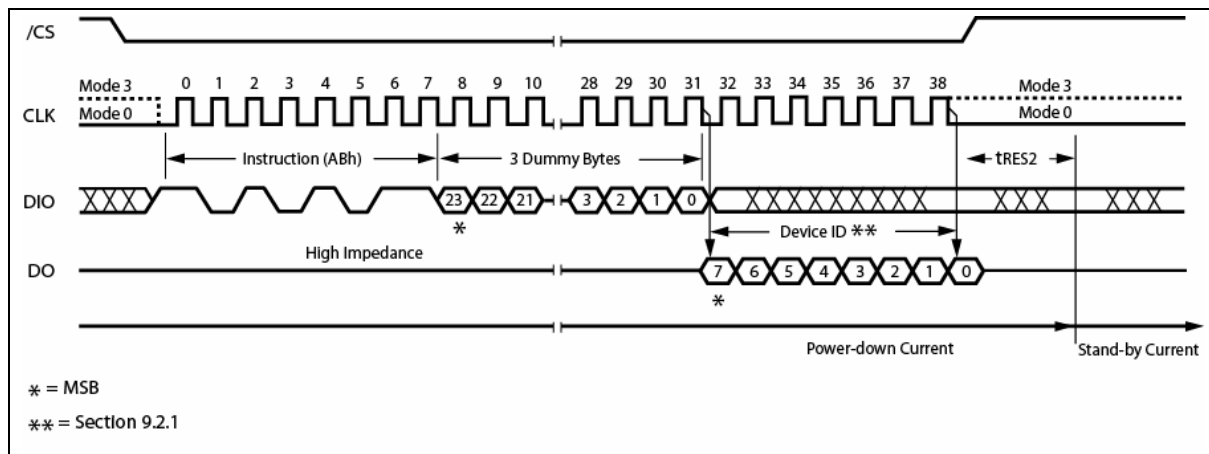 /CS
0 1 2 3 4 5 6 7 8 9 10 28 29 30 31 32 33 34 35 36 37 38
Mode 3 Mode 3
CLK Mode 0 Mode 0
Instruction (ABh) 3 Dummy Bytes tRES2
DIO 23 22 21 3 2 1 0
* Device ID **
High Impedance
DO 7 6 5 4 3 2 1 0
*
Power-down Current Stand-by Current
* = MSB
** = Section 9.2.1